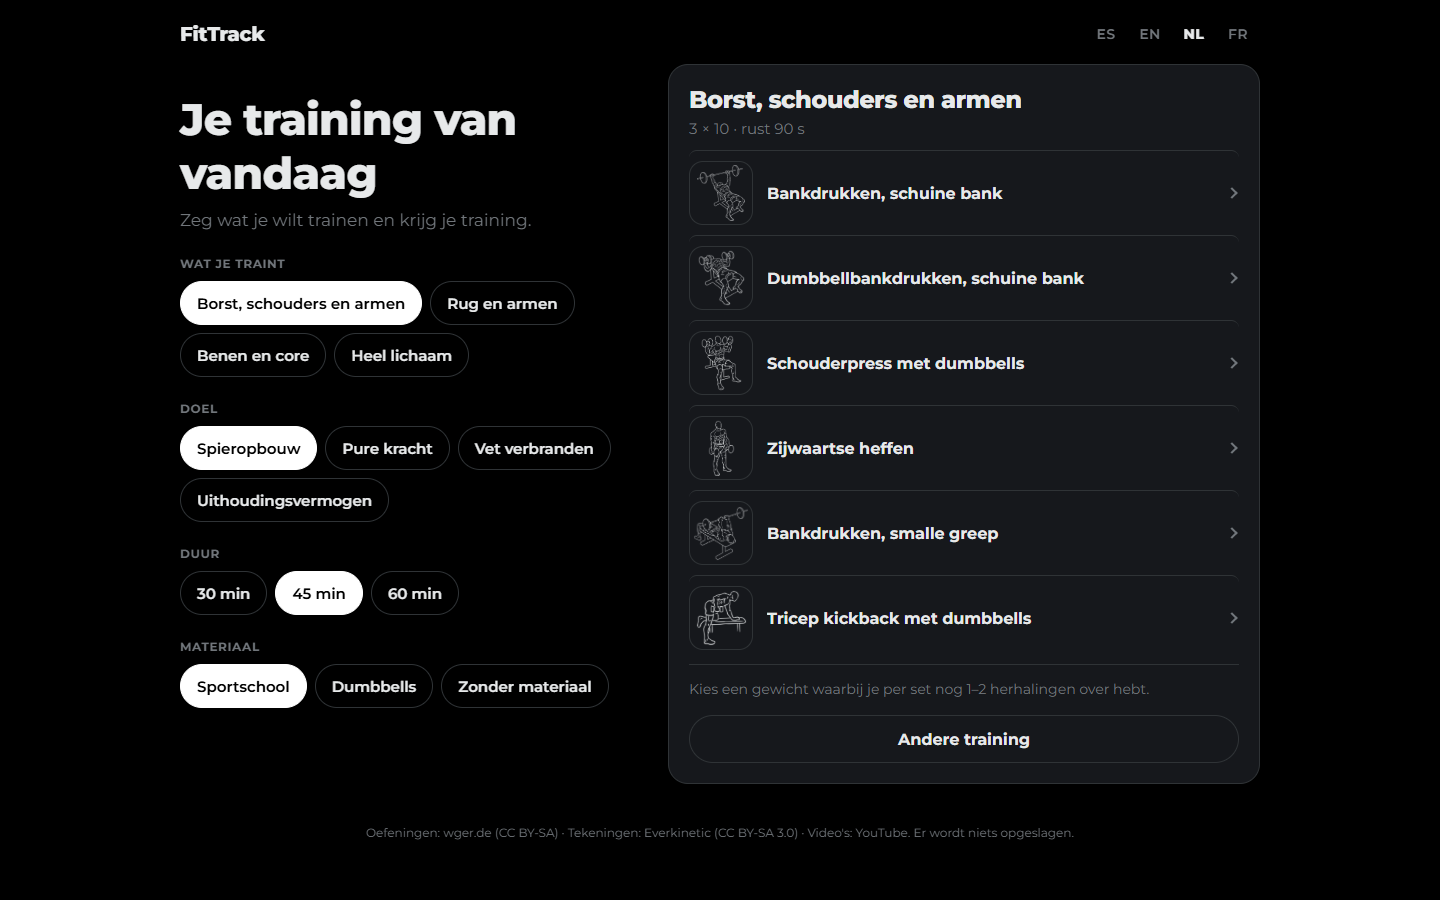 FitTrack
ES EN NL FR
Je training van
vandaag
Zeg wat je wilt trainen en krijg je training.
WAT JE TRAINT
Borst, schouders en armen
Rug en armen
Benen en core
Heel lichaam
DOEL
Spieropbouw
Pure kracht
Vet verbranden
Uithoudingsvermogen
DUUR
30 min
45 min
60 min
MATERIAAL
Sportschool
Dumbbells
Zonder materiaal
Borst, schouders en armen
3 × 10 · rust 90 s
Bankdrukken, schuine bank
Dumbbellbankdrukken, schuine bank
Schouderpress met dumbbells
Zijwaartse heffen
Bankdrukken, smalle greep
Tricep kickback met dumbbells
Kies een gewicht waarbij je per set nog 1–2 herhalingen over hebt.
Andere training
Oefeningen: wger.de (CC BY-SA) · Tekeningen: Everkinetic (CC BY-SA 3.0) · Video's: YouTube. Er wordt niets opgeslagen.